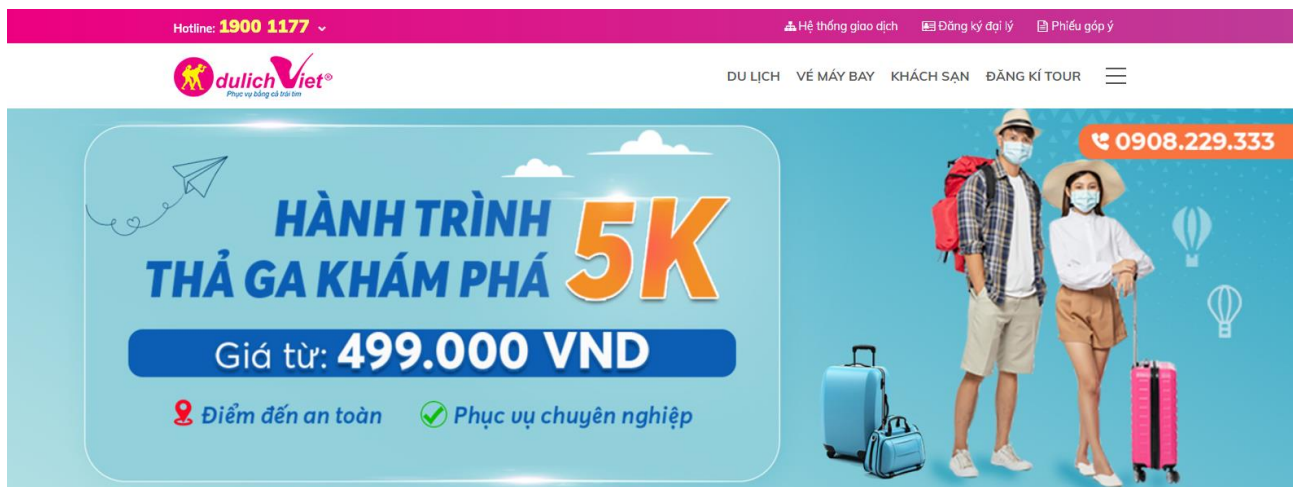 Hotline: 1900 1177
Hệ thống giao dịch Đăng ký đại lý Phiếu góp ý
dulichViet®
Phục vụ bằng cả trái tim
DU LỊCH VÉ MÁY BAY KHÁCH SẠN ĐĂNG KÍ TOUR
0908.229.333
HÀNH TRÌNH 5K
THẢ GA KHÁM PHÁ
Giá từ: 499.000 VND
Điểm đến an toàn Phục vụ chuyên nghiệp